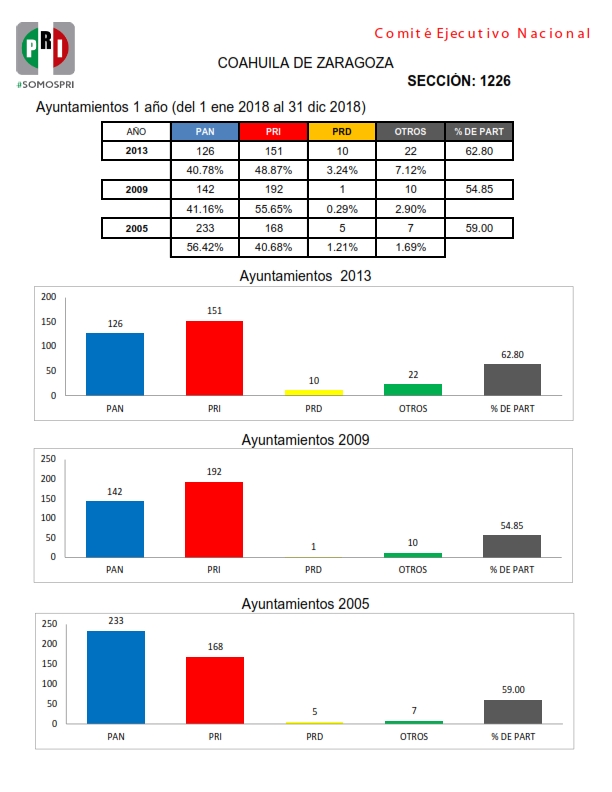 Comité Ejecutivo Nacional
PRI
#SOMOSPRI
COAHUILA DE ZARAGOZA
SECCIÓN: 1226
Ayuntamientos 1 año (del 1 ene 2018 al 31 dic 2018)
AÑO PAN PRI PRD OTROS % DE PART
2013 126 151 10 22 62.80
40.78% 48.87% 3.24% 7.12%
2009 142 192 1 10 54.85
41.16% 55.65% 0.29% 2.90%
2005 233 168 5 7 59.00
56.42% 40.68% 1.21% 1.69%
Ayuntamientos 2013
200
150
100
50
0
126 151 10 22 62.80
PAN PRI PRD OTROS % DE PART
Ayuntamientos 2009
250
200
150
100
50
0
142 192 1 10 54.85
PAN PRI PRD OTROS % DE PART
Ayuntamientos 2005
250
200
150
100
50
0
233 168 5 7 59.00
PAN PRI PRD OTROS % DE PART